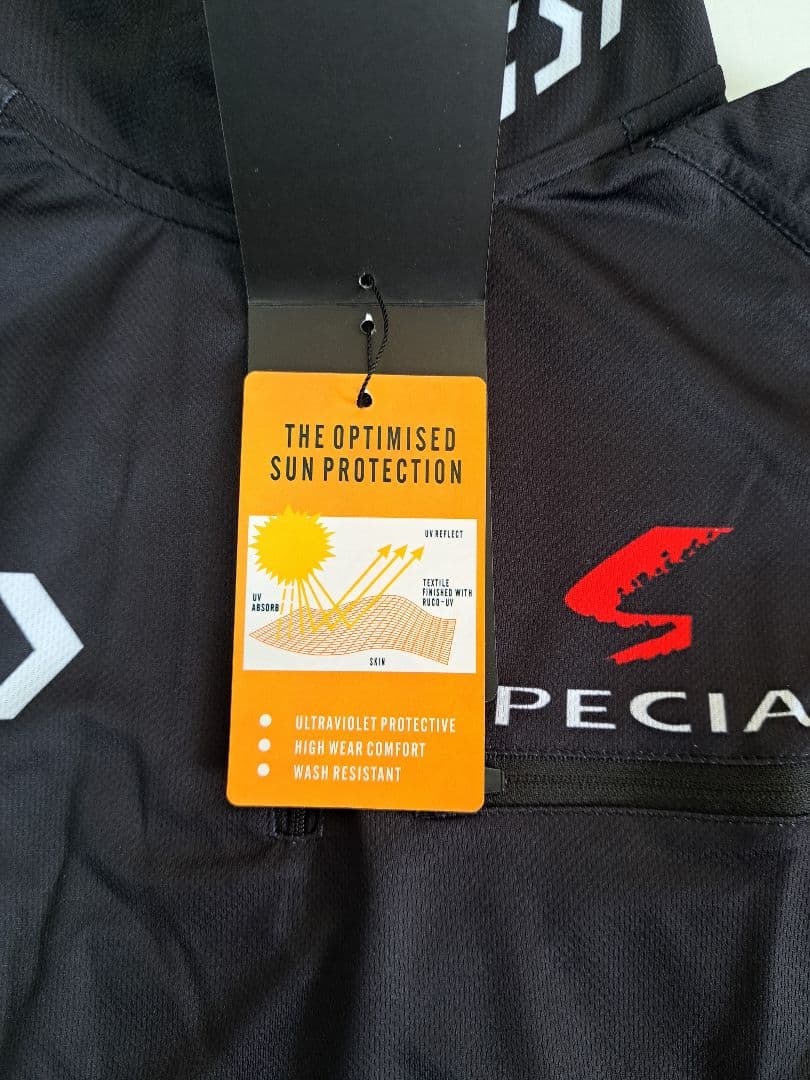 THE OPTIMISED
SUN PROTECTION
UV REFLECT
TEXTILE
FINISHED WITH
RUCO-UV
UV
ABSORB
SKIN
ULTRAVIOLET PROTECTIVE
HIGH WEAR COMFORT
WASH RESISTANT
PECIA